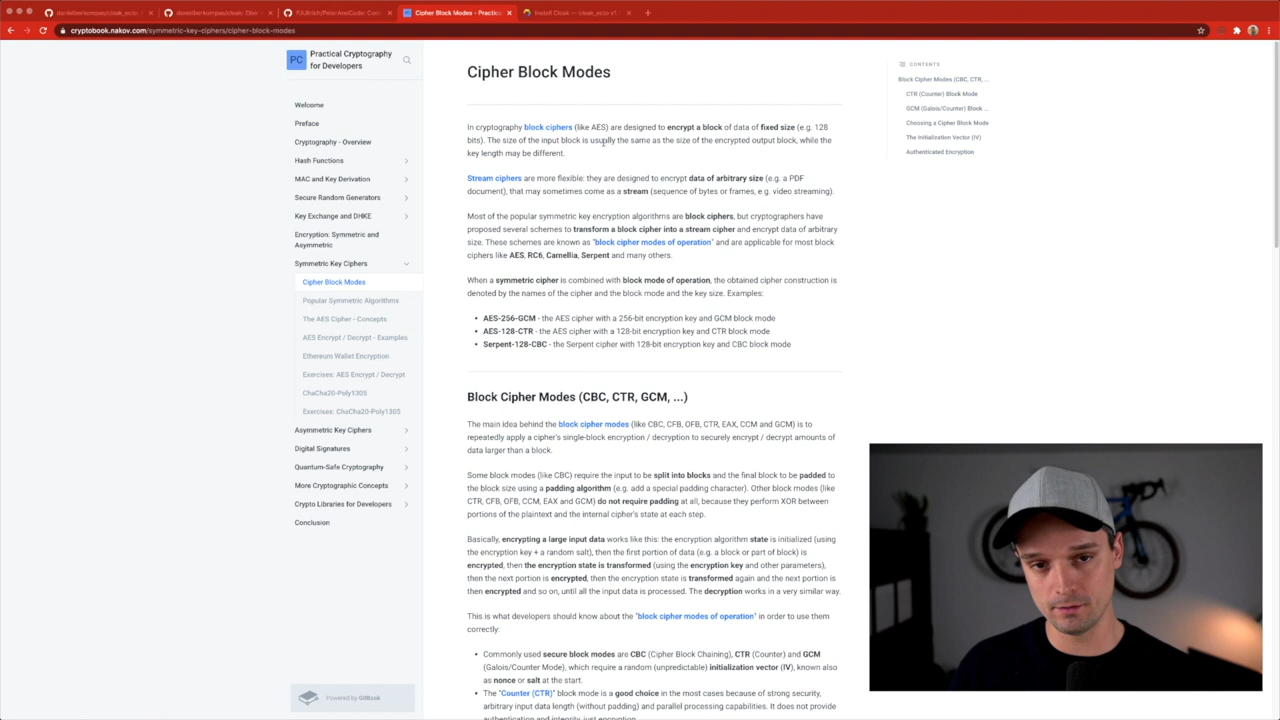 danielberkompas/cloak_ecto: 
danielberkompas/cloak: Elixir
PJUllrich/PeterAndCode: Com
Cipher Block Modes - Practica
Install Cloak — cloak_ecto v1.
cryptobook.nakov.com/symmetric-key-ciphers/cipher-block-modes
PC
Practical Cryptography
for Developers
Welcome
Preface
Cryptography - Overview
Hash Functions
MAC and Key Derivation
Secure Random Generators
Key Exchange and DHKE
Encryption: Symmetric and
Asymmetric
Symmetric Key Ciphers
Cipher Block Modes
Popular Symmetric Algorithms
The AES Cipher - Concepts
AES Encrypt / Decrypt - Examples
Ethereum Wallet Encryption
Exercises: AES Encrypt / Decrypt
ChaCha20-Poly1305
Exercises: ChaCha20-Poly1305
Asymmetric Key Ciphers
Digital Signatures
Quantum-Safe Cryptography
More Cryptographic Concepts
Crypto Libraries for Developers
Conclusion
Powered by GitBook
Cipher Block Modes
In cryptography block ciphers (like AES) are designed to encrypt a block of data of fixed size (e.g. 128
bits). The size of the input block is usually the same as the size of the encrypted output block, while the
key length may be different.
Stream ciphers are more flexible: they are designed to encrypt data of arbitrary size (e.g. a PDF
document), that may sometimes come as a stream (sequence of bytes or frames, e.g. video streaming).
Most of the popular symmetric key encryption algorithms are block ciphers, but cryptographers have
proposed several schemes to transform a block cipher into a stream cipher and encrypt data of arbitrary
size. These schemes are known as "block cipher modes of operation" and are applicable for most block
ciphers like AES, RC6, Camellia, Serpent and many others.
When a symmetric cipher is combined with block mode of operation, the obtained cipher construction is
denoted by the names of the cipher and the block mode and the key size. Examples:
• AES-256-GCM - the AES cipher with a 256-bit encryption key and GCM block mode
• AES-128-CTR - the AES cipher with a 128-bit encryption key and CTR block mode
• Serpent-128-CBC - the Serpent cipher with 128-bit encryption key and CBC block mode
Block Cipher Modes (CBC, CTR, GCM, ...)
The main idea behind the block cipher modes (like CBC, CFB, OFB, CTR, EAX, CCM and GCM) is to
repeatedly apply a cipher's single-block encryption / decryption to securely encrypt / decrypt amounts of
data larger than a block.
Some block modes (like CBC) require the input to be split into blocks and the final block to be padded to
the block size using a padding algorithm (e.g. add a special padding character). Other block modes (like
CTR, CFB, OFB, CCM, EAX and GCM) do not require padding at all, because they perform XOR between
portions of the plaintext and the internal cipher's state at each step.
Basically, encrypting a large input data works like this: the encryption algorithm state is initialized (using
the encryption key + a random salt), then the first portion of data (e.g. a block or part of block) is
encrypted, then the encryption state is transformed (using the encryption key and other parameters),
then the next portion is encrypted, then the encryption state is transformed again and the next portion is
then encrypted and so on, until all the input data is processed. The decryption works in a very similar way.
This is what developers should know about the "block cipher modes of operation" in order to use them
correctly:
• Commonly used secure block modes are CBC (Cipher Block Chaining), CTR (Counter) and GCM
(Galois/Counter Mode), which require a random (unpredictable) initialization vector (IV), known also
as nonce or salt at the start.
• The "Counter (CTR)" block mode is a good choice in the most cases because of strong security,
arbitrary input data length (without padding) and parallel processing capabilities. It does not provide
authentication and integrity, just encryption.
CONTENTS
Block Cipher Modes (CBC, CTR, ...
CTR (Counter) Block Mode
GCM (Galois/Counter) Block ...
Choosing a Cipher Block Mode
The Initialization Vector (IV)
Authenticated Encryption